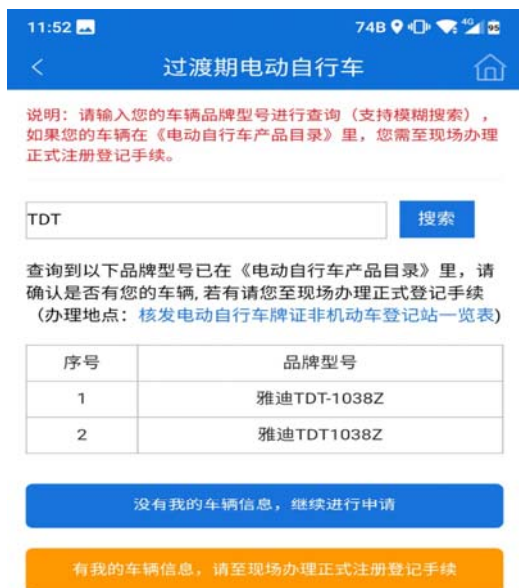 11:52 74B 4G 95
过渡期电动自行车
说明：请输入您的车辆品牌型号进行查询（支持模糊搜索），
如果您的车辆在《电动自行车产品目录》里，您需至现场办理
正式注册登记手续。
TDT 搜索
查询到以下品牌型号已在《电动自行车产品目录》里，请
确认是否有您的车辆,若有请您至现场办理正式登记手续
（办理地点：核发电动自行车牌证非机动车登记站一览表)
序号 品牌型号
1 雅迪TDT-1038Z
2 雅迪TDT1038Z
没有我的车辆信息，继续进行申请
有我的车辆信息，请至现场办理正式注册登记手续